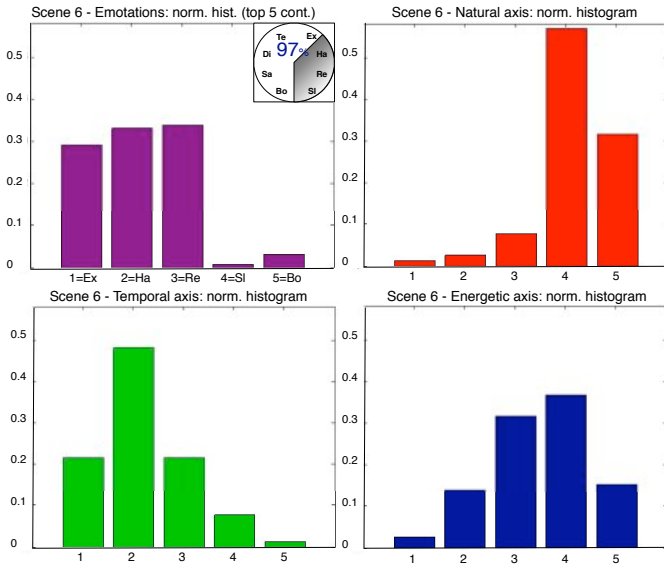 Scene 6 - Emotations: norm. hist. (top 5 cont.)
Te Ex
Di 97% Ha
Sa Re
Bo Sl
0.5
0.4
0.3
0.2
0.1
0
1=Ex 2=Ha 3=Re 4=Sl 5=Bo
Scene 6 - Natural axis: norm. histogram
0.5
0.4
0.3
0.2
0.1
0
1 2 3 4 5
Scene 6 - Temporal axis: norm. histogram
0.5
0.4
0.3
0.2
0.1
0
1 2 3 4 5
Scene 6 - Energetic axis: norm. histogram
0.5
0.4
0.3
0.2
0.1
0
1 2 3 4 5